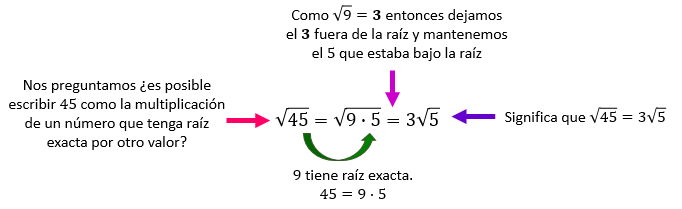 Como √9 = 3 entonces dejamos
el 3 fuera de la raíz y mantenemos
el 5 que estaba bajo la raíz
Nos preguntamos ¿es posible
escribir 45 como la multiplicación
de un número que tenga raíz
exacta por otro valor?
√45 = √9 · 5 = 3√5
Significa que √45 = 3√5
9 tiene raíz exacta.
45 = 9 · 5